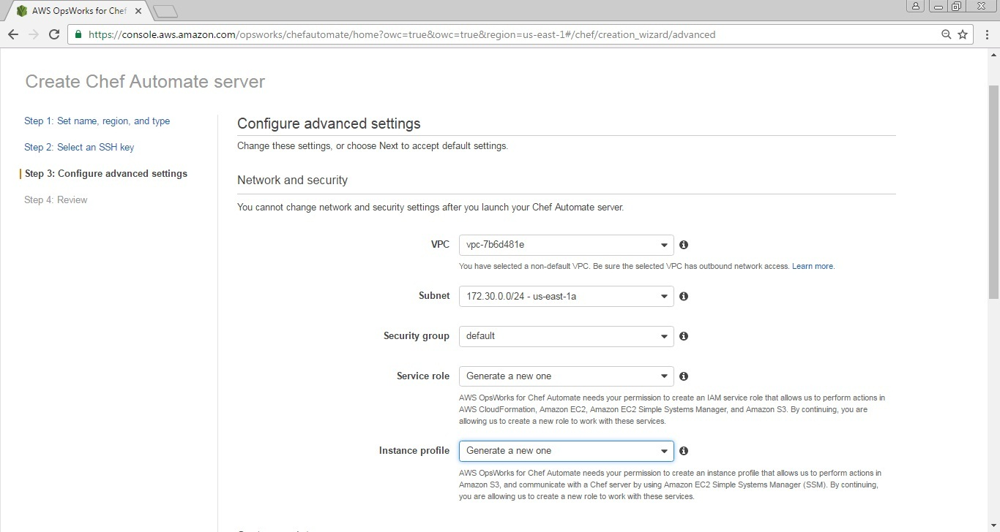 AWS OpsWorks for Chef
https://console.aws.amazon.com/opsworks/chefautomate/home?owc=true&owc=true&region=us-east-1#/chef/creation_wizard/advanced
Create Chef Automate server
Step 1: Set name, region, and type
Step 2: Select an SSH key
Step 3: Configure advanced settings
Step 4: Review
Configure advanced settings
Change these settings, or choose Next to accept default settings.
Network and security
You cannot change network and security settings after you launch your Chef Automate server.
VPC vpc-7b6d481e
You have selected a non-default VPC. Be sure the selected VPC has outbound network access. Learn more.
Subnet 172.30.0.0/24 - us-east-1a
Security group default
Service role Generate a new one
AWS OpsWorks for Chef Automate needs your permission to create an IAM service role that allows us to perform actions in
AWS CloudFormation, Amazon EC2, Amazon EC2 Simple Systems Manager, and Amazon S3. By continuing, you are
allowing us to create a new role to work with these services.
Instance profile Generate a new one
AWS OpsWorks for Chef Automate needs your permission to create an instance profile that allows us to perform actions in
Amazon S3, and communicate with a Chef server by using Amazon EC2 Simple Systems Manager (SSM). By continuing,
you are allowing us to create a new role to work with these services.